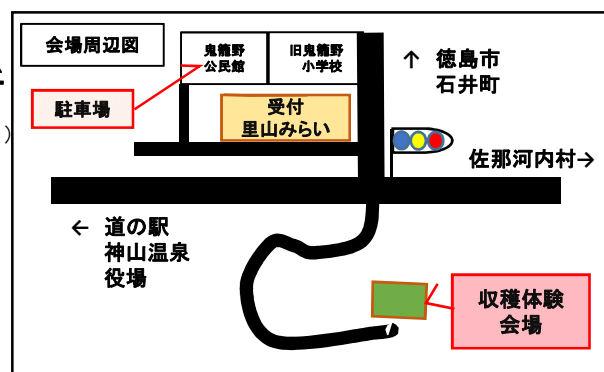 会場周辺図
鬼籠野
公民館
旧鬼籠野
小学校
↑ 徳島市
石井町
駐車場
受付
里山みらい
)
佐那河内村→
← 道の駅
神山温泉
役場
収穫体験
会場